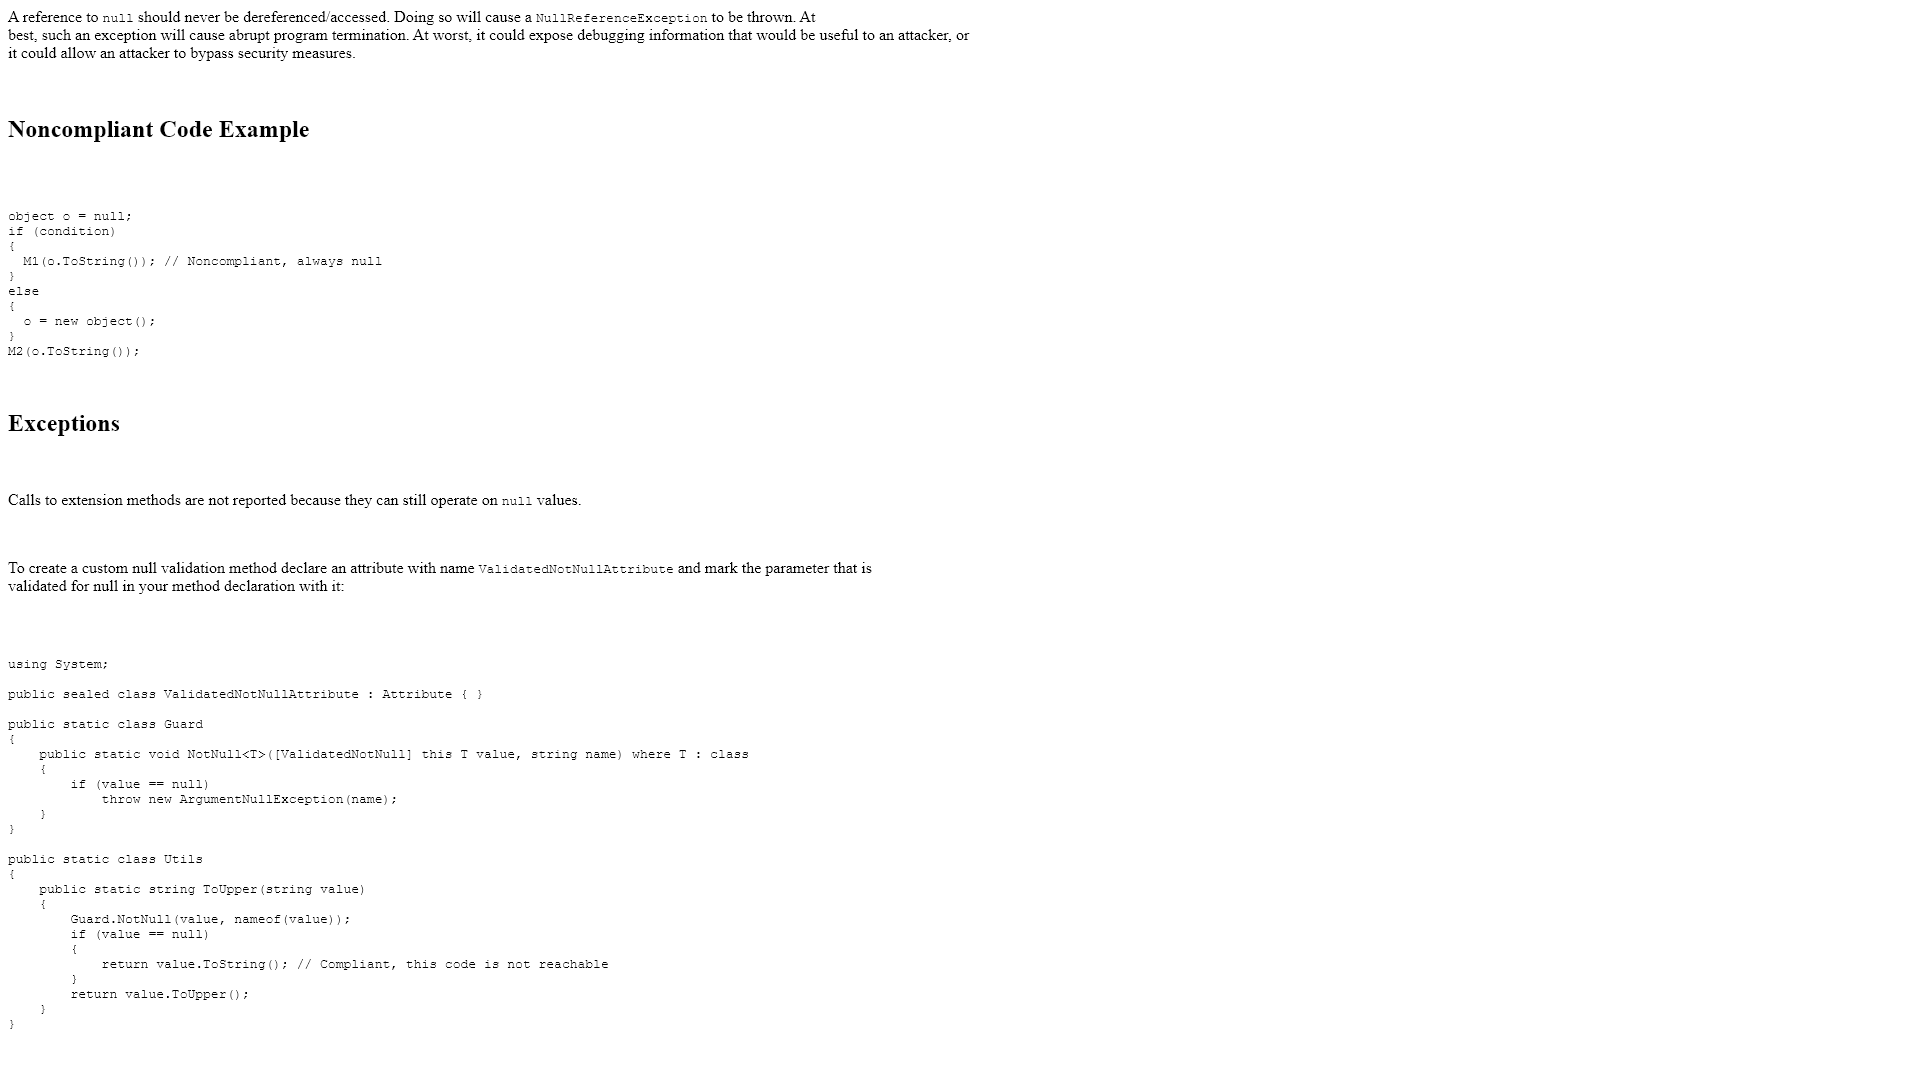 A reference to null should never be dereferenced/accessed. Doing so will cause a NullReferenceException to be thrown. At
best, such an exception will cause abrupt program termination. At worst, it could expose debugging information that would be useful to an attacker, or
it could allow an attacker to bypass security measures.
Noncompliant Code Example
object o = null;
if (condition)
{
  M1(o.ToString()); // Noncompliant, always null
}
else
{
  o = new object();
}
M2(o.ToString());
Exceptions
Calls to extension methods are not reported because they can still operate on null values.
To create a custom null validation method declare an attribute with name ValidatedNotNullAttribute and mark the parameter that is
validated for null in your method declaration with it:
using System;
public sealed class ValidatedNotNullAttribute : Attribute { }
public static class Guard
{
    public static void NotNull<T>([ValidatedNotNull] this T value, string name) where T : class
    {
        if (value == null)
            throw new ArgumentNullException(name);
    }
}
public static class Utils
{
    public static string ToUpper(string value)
    {
        Guard.NotNull(value, nameof(value));
        if (value == null)
        {
            return value.ToString(); // Compliant, this code is not reachable
        }
        return value.ToUpper();
    }
}